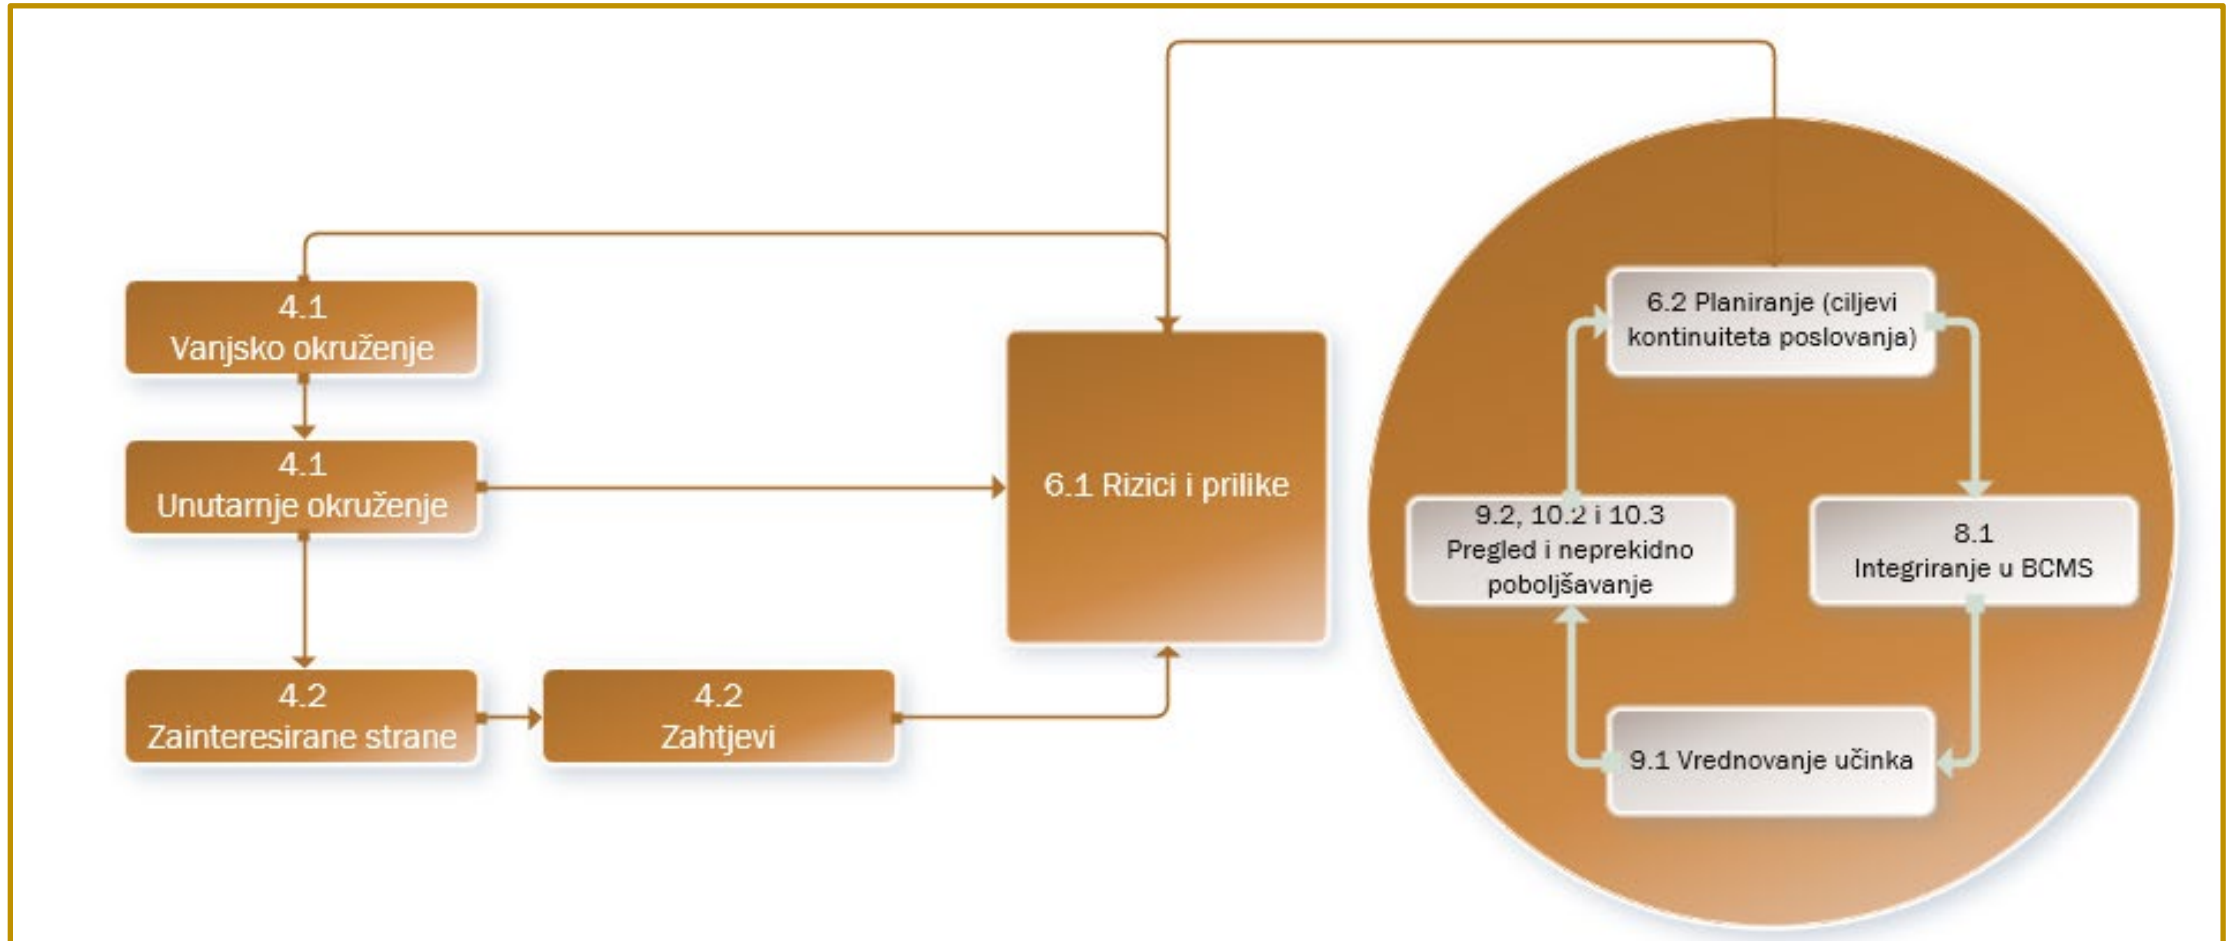 4.1
Vanjsko okruženje
4.1
Unutarnje okruženje
4.2
Zainteresirane strane
4.2
Zahtjevi
6.1 Rizici i prilike
6.2 Planiranje (ciljevi
kontinuiteta poslovanja)
8.1
Integriranje u BCMS
9.1 Vrednovanje učinka
9.2, 10.2 i 10.3
Pregled i neprekidno
poboljšavanje